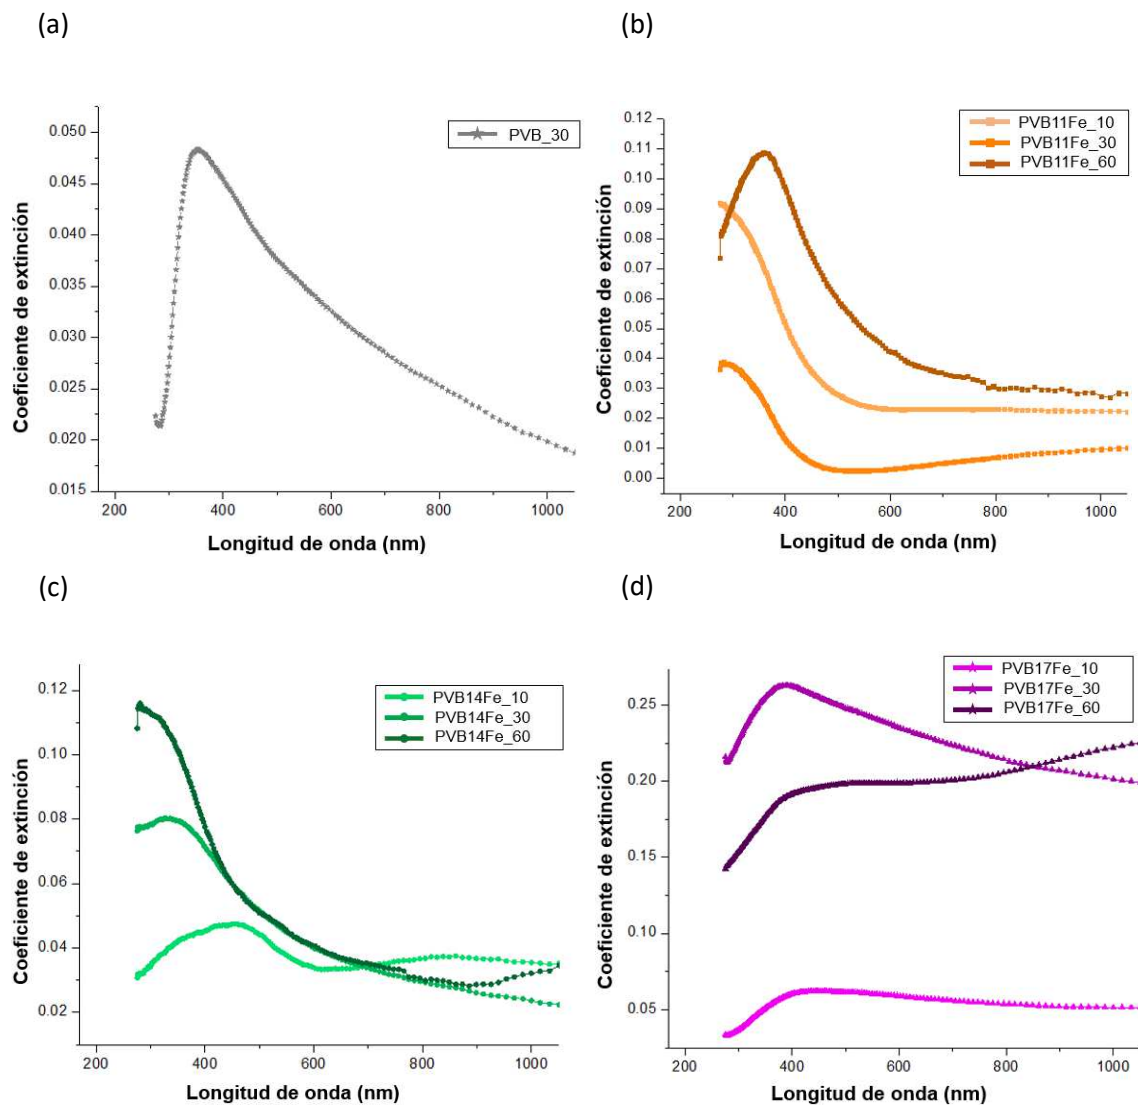 (a)
PVB_30
Coeficiente de extinción
0.050
0.045
0.040
0.035
0.030
0.025
0.020
0.015
200 400 600 800 1000
Longitud de onda (nm)
(b)
PVB11Fe_10
PVB11Fe_30
PVB11Fe_60
Coeficiente de extinción
0.12
0.11
0.10
0.09
0.08
0.07
0.06
0.05
0.04
0.03
0.02
0.01
0.00
200 400 600 800 1000
Longitud de onda (nm)
(c)
PVB14Fe_10
PVB14Fe_30
PVB14Fe_60
Coeficiente de extinción
0.12
0.10
0.08
0.06
0.04
0.02
200 400 600 800 1000
Longitud de onda (nm)
(d)
PVB17Fe_10
PVB17Fe_30
PVB17Fe_60
Coeficiente de extinción
0.25
0.20
0.15
0.10
0.05
200 400 600 800 1000
Longitud de onda (nm)